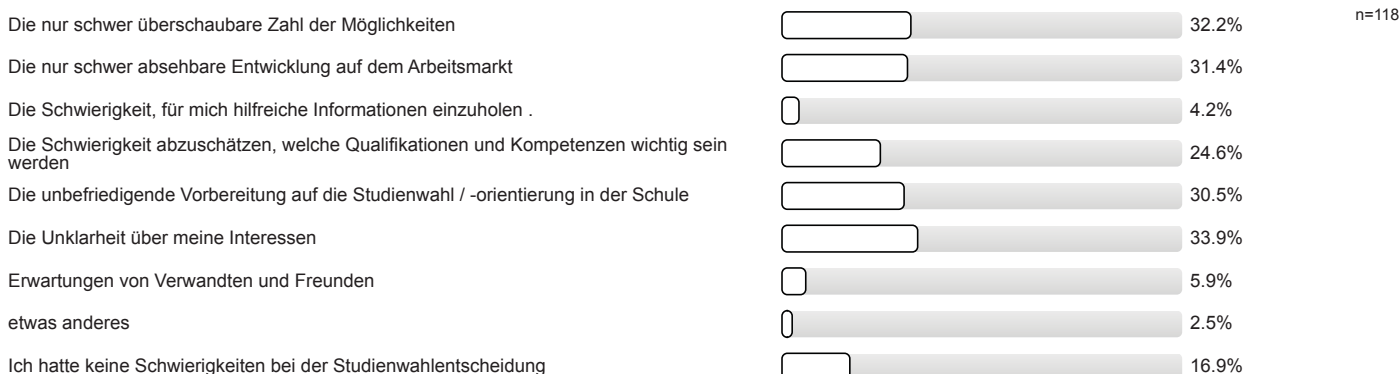 Die nur schwer überschaubare Zahl der Möglichkeiten 32.2% n=118
Die nur schwer absehbare Entwicklung auf dem Arbeitsmarkt 31.4%
Die Schwierigkeit, für mich hilfreiche Informationen einzuholen . 4.2%
Die Schwierigkeit abzuschätzen, welche Qualifikationen und Kompetenzen wichtig sein
werden 24.6%
Die unbefriedigende Vorbereitung auf die Studienwahl / -orientierung in der Schule 30.5%
Die Unklarheit über meine Interessen 33.9%
Erwartungen von Verwandten und Freunden 5.9%
etwas anderes 2.5%
Ich hatte keine Schwierigkeiten bei der Studienwahlentscheidung 16.9%